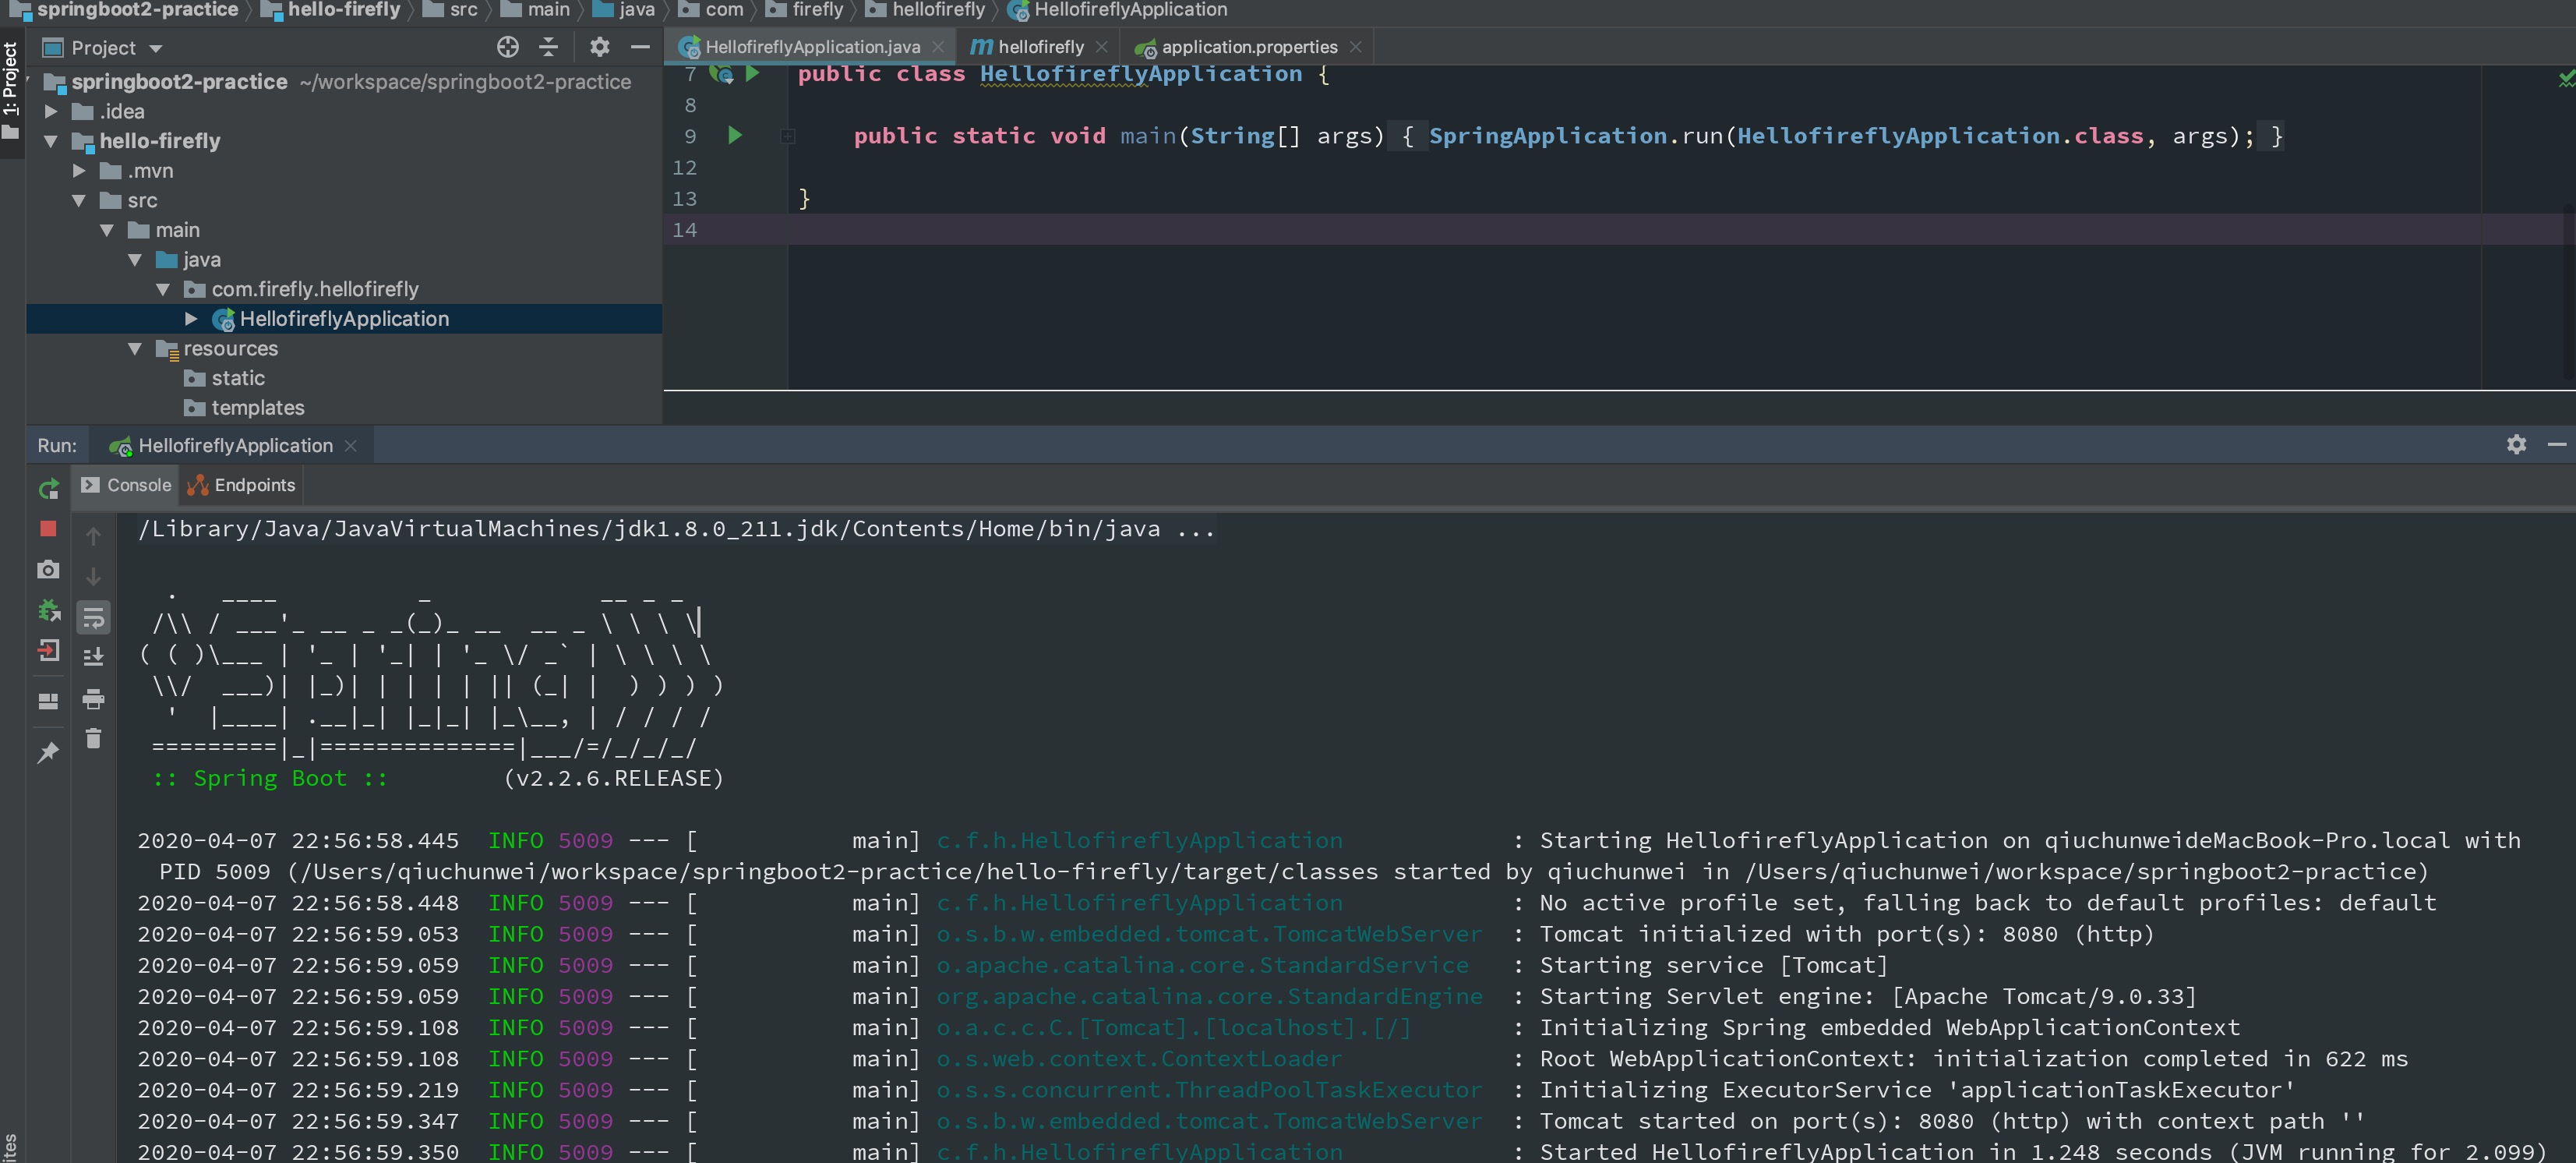 springboot2-practice hello-firefly src main java com firefly hellofirefly HellofireflyApplication
1: Project
Project
springboot2-practice ~/workspace/springboot2-practice
.idea
hello-firefly
.mvn
src
main
java
com.firefly.hellofirefly
HellofireflyApplication
resources
static
templates
HellofireflyApplication.java m hellofirefly application.properties
7 public class HellofireflyApplication {
8
9 public static void main(String[] args) { SpringApplication.run(HellofireflyApplication.class, args); }
12
13 }
14
Run: HellofireflyApplication
Console Endpoints
/Library/Java/JavaVirtualMachines/jdk1.8.0_211.jdk/Contents/Home/bin/java ...
  .   ____          _            __ _ _
 /\\ / ___'_ __ _ _(_)_ __  __ _ \ \ \ \
( ( )\___ | '_ | '_| | '_ \/ _` | \ \ \ \
 \\/  ___)| |_)| | | | | || (_| |  ) ) ) )
  '  |____| .__|_| |_|_| |_\__, | / / / /
 =========|_|==============|___/=/_/_/_/
 :: Spring Boot ::        (v2.2.6.RELEASE)
2020-04-07 22:56:58.445  INFO 5009 --- [           main] c.f.h.HellofireflyApplication            : Starting HellofireflyApplication on qiuchunweideMacBook-Pro.local with
PID 5009 (/Users/qiuchunwei/workspace/springboot2-practice/hello-firefly/target/classes started by qiuchunwei in /Users/qiuchunwei/workspace/springboot2-practice)
2020-04-07 22:56:58.448  INFO 5009 --- [           main] c.f.h.HellofireflyApplication            : No active profile set, falling back to default profiles: default
2020-04-07 22:56:59.053  INFO 5009 --- [           main] o.s.b.w.embedded.tomcat.TomcatWebServer  : Tomcat initialized with port(s): 8080 (http)
2020-04-07 22:56:59.059  INFO 5009 --- [           main] o.apache.catalina.core.StandardService   : Starting service [Tomcat]
2020-04-07 22:56:59.059  INFO 5009 --- [           main] org.apache.catalina.core.StandardEngine  : Starting Servlet engine: [Apache Tomcat/9.0.33]
2020-04-07 22:56:59.108  INFO 5009 --- [           main] o.a.c.c.C.[Tomcat].[localhost].[/]       : Initializing Spring embedded WebApplicationContext
2020-04-07 22:56:59.108  INFO 5009 --- [           main] o.s.web.context.ContextLoader            : Root WebApplicationContext: initialization completed in 622 ms
2020-04-07 22:56:59.219  INFO 5009 --- [           main] o.s.s.concurrent.ThreadPoolTaskExecutor  : Initializing ExecutorService 'applicationTaskExecutor'
2020-04-07 22:56:59.347  INFO 5009 --- [           main] o.s.b.w.embedded.tomcat.TomcatWebServer  : Tomcat started on port(s): 8080 (http) with context path ''
2020-04-07 22:56:59.350  INFO 5009 --- [           main] c.f.h.HellofireflyApplication            : Started HellofireflyApplication in 1.248 seconds (JVM running for 2.099)